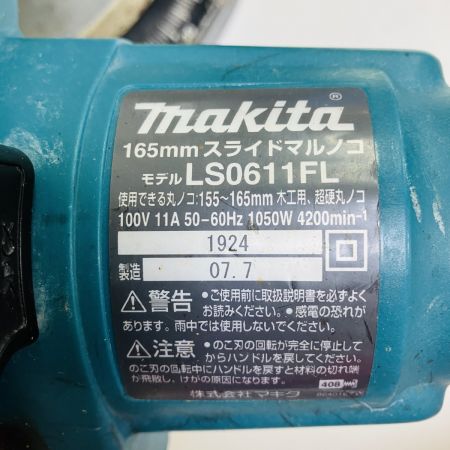 makita®
165mm スライドマルノコ
モデル LS0611FL
使用できる丸ノコ:155~165mm 木工用、超硬丸ノコ
100V 11A 50-60Hz 1050W 4200min⁻¹
1924
製造 07.7
⚠警告 ●ご使用前に取扱説明書を必ずよく
お読みください。●感電の恐れが
あります。雨中では使用しないでください。
⚠注意 ●のこ刃の回転が完全に停止して
からハンドルを戻してください。
のこ刃の回転中にハンドルを戻すと材料の切れ端
が飛散し、けがの原因になります。
408
株式会社 マキタ